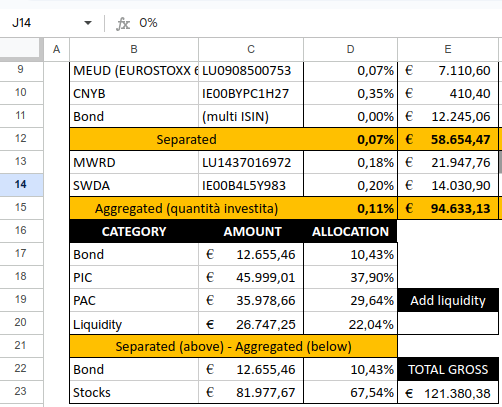 J14 fx 0%
A B C D E
9 MEUD (EUROSTOXX 6 LU0908500753 0,07% € 7.110,60
10 CNYB IE00BYPC1H27 0,35% € 410,40
11 Bond (multi ISIN) 0,00% € 12.245,06
12 Separated 0,07% € 58.654,47
13 MWRD LU1437016972 0,18% € 21.947,76
14 SWDA IE00B4L5Y983 0,20% € 14.030,90
15 Aggregated (quantità investita) 0,11% € 94.633,13
16 CATEGORY AMOUNT ALLOCATION
17 Bond € 12.655,46 10,43%
18 PIC € 45.999,01 37,90%
19 PAC € 35.978,66 29,64% Add liquidity
20 Liquidity € 26.747,25 22,04%
21 Separated (above) - Aggregated (below)
22 Bond € 12.655,46 10,43% TOTAL GROSS
23 Stocks € 81.977,67 67,54% € 121.380,38